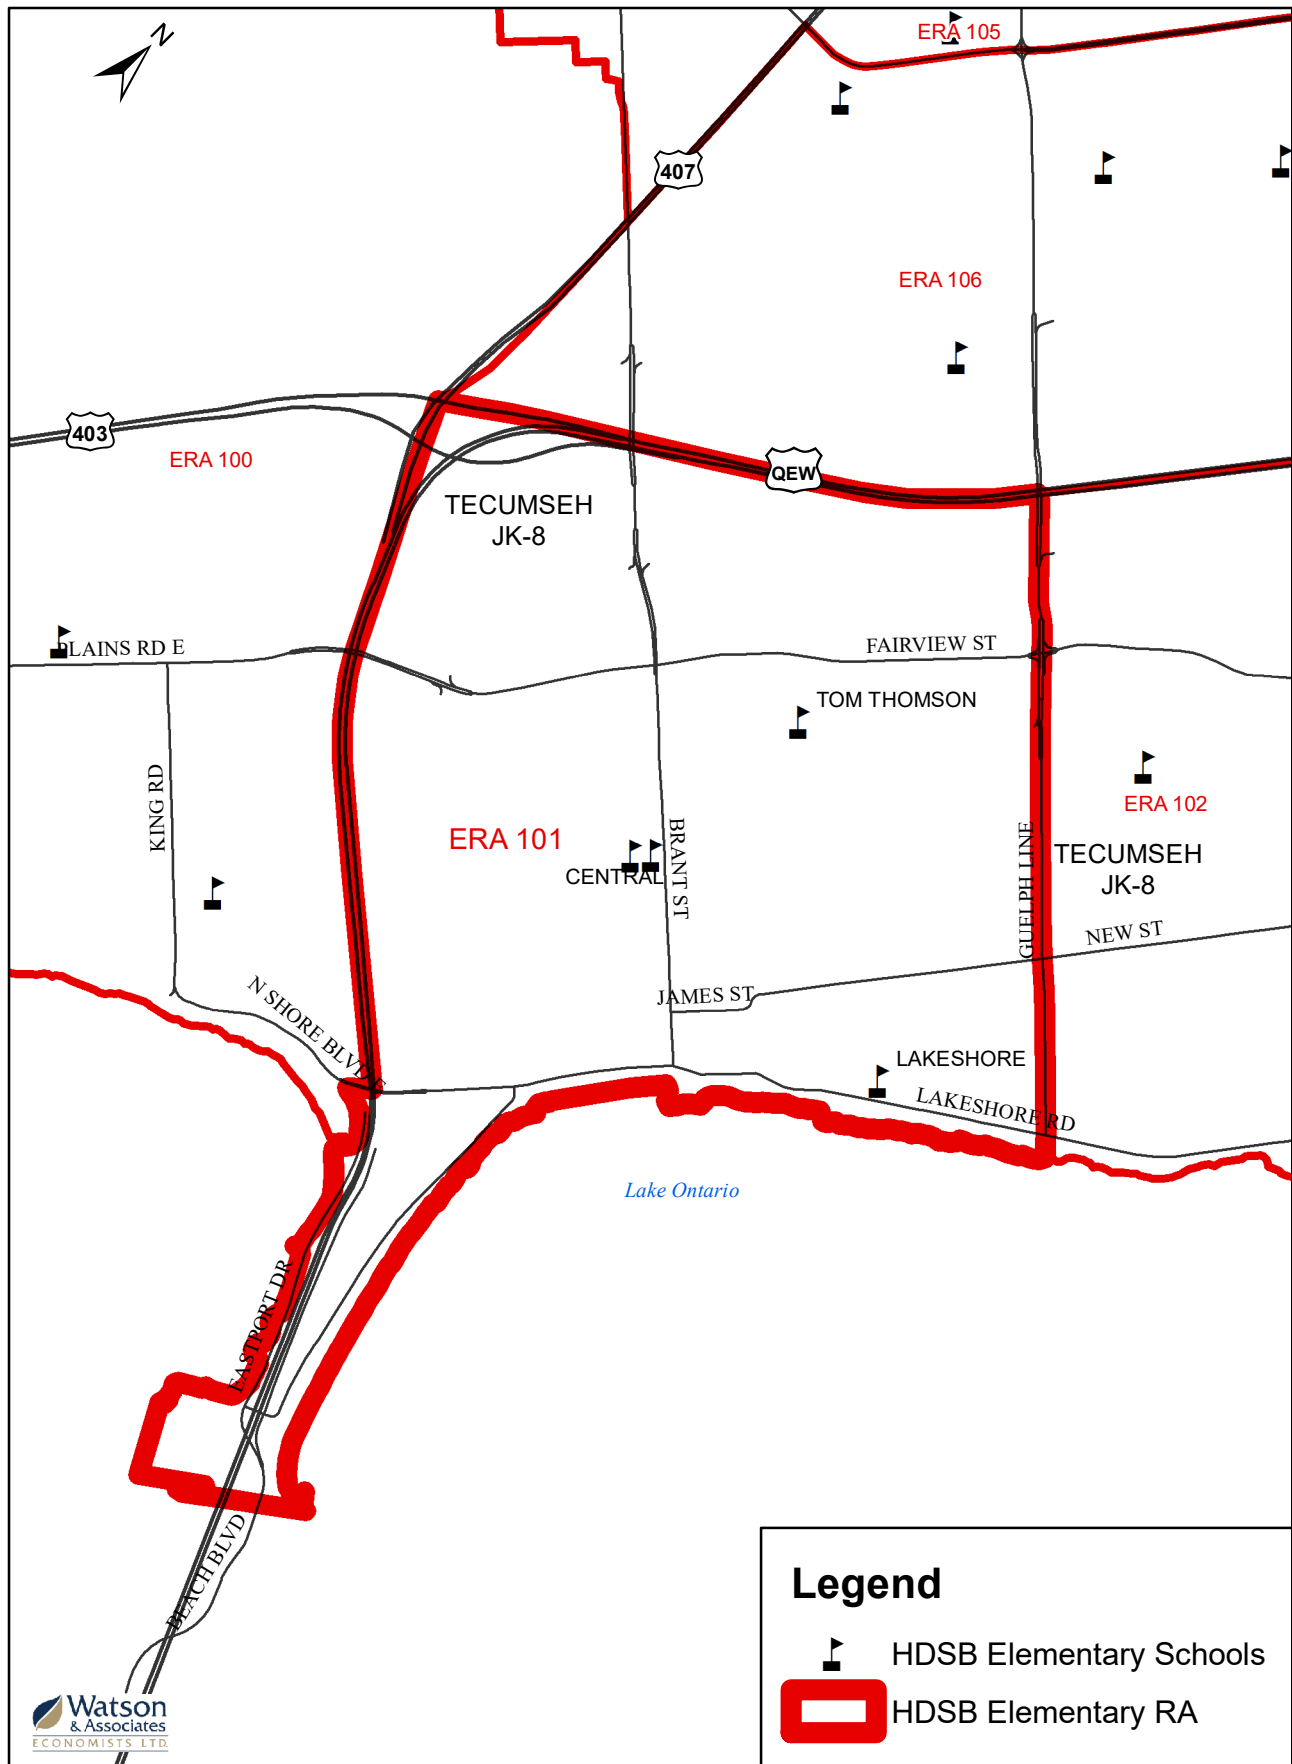 N
ERA 105
407
ERA 106
403
ERA 100
QEW
TECUMSEH
JK-8
PLAINS RD E
FAIRVIEW ST
TOM THOMSON
KING RD
ERA 102
ERA 101
BRANT ST
GUELPH LINE
TECUMSEH
JK-8
CENTRAL
NEW ST
N SHORE BLVD E
JAMES ST
LAKESHORE
LAKESHORE RD
Lake Ontario
EASTPORT DR
BEACH BLVD
Legend
HDSB Elementary Schools
HDSB Elementary RA
Watson
& Associates
ECONOMISTS LTD.